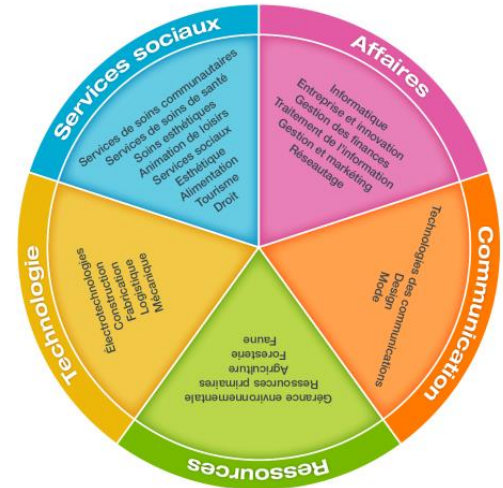 Affaires
Informatique
Entreprise et innovation
Gestion des finances
Traitement de l'information
Gestion et markéting
Réseautage
Communication
Technologies des communications
Design
Mode
Ressources
Gérance environnementale
Ressources primaires
Agriculture
Foresterie
Faune
Technologie
Électrotechnologies
Construction
Fabrication
Logistique
Mécanique
Services sociaux
Services de soins communautaires
Services de soins de santé
Soins esthétiques
Animation de loisirs
Services sociaux
Esthétique
Alimentation
Tourisme
Droit